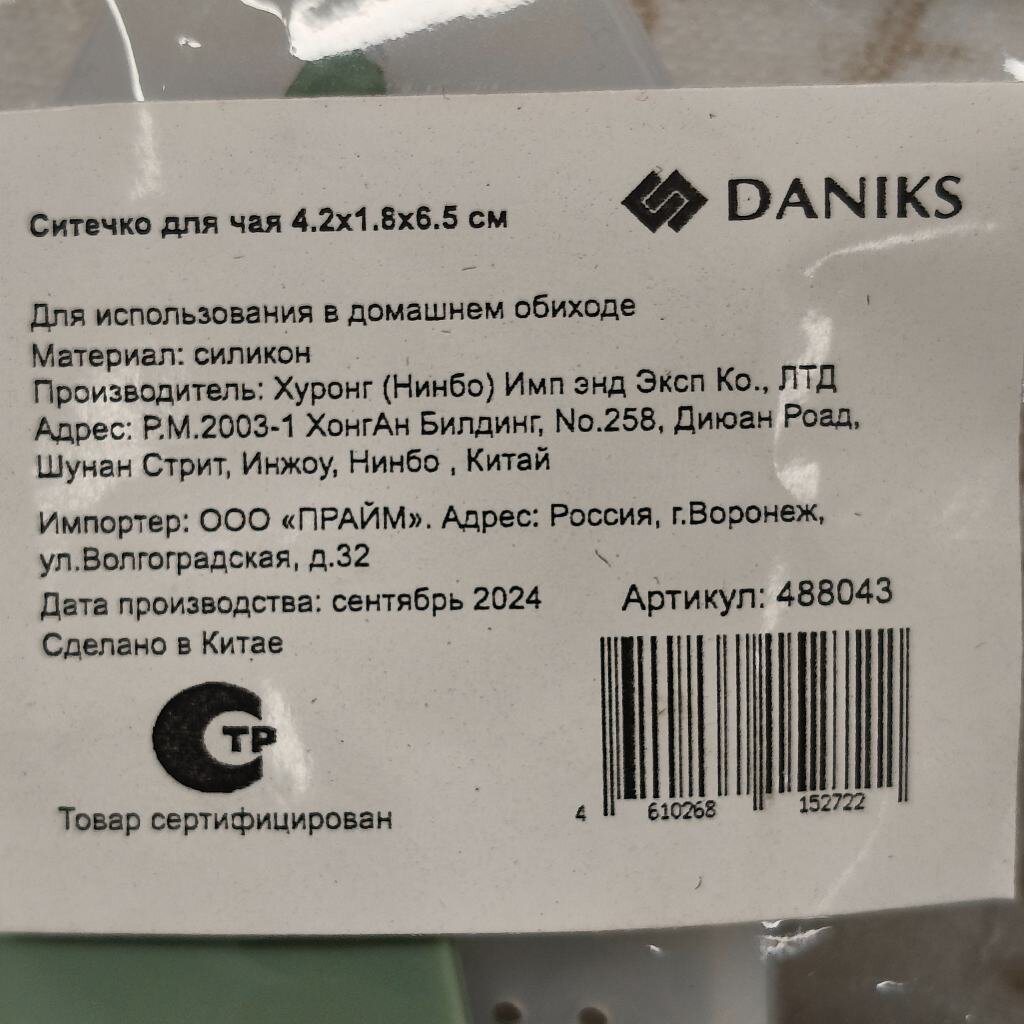 DANIKS
Ситечко для чая 4.2х1.8х6.5 см
Для использования в домашнем обиходе
Материал: силикон
Производитель: Хуронг (Нинбо) Имп энд Эксп Ко., ЛТД
Адрес: Р.М.2003-1 ХонгАн Билдинг, No.258, Диюан Роад,
Шунан Стрит, Инжоу, Нинбо , Китай
Импортер: ООО «ПРАЙМ». Адрес: Россия, г.Воронеж,
ул.Волгоградская, д.32
Дата производства: сентябрь 2024
Артикул: 488043
Сделано в Китае
СТР
Товар сертифицирован
4 610268 152722